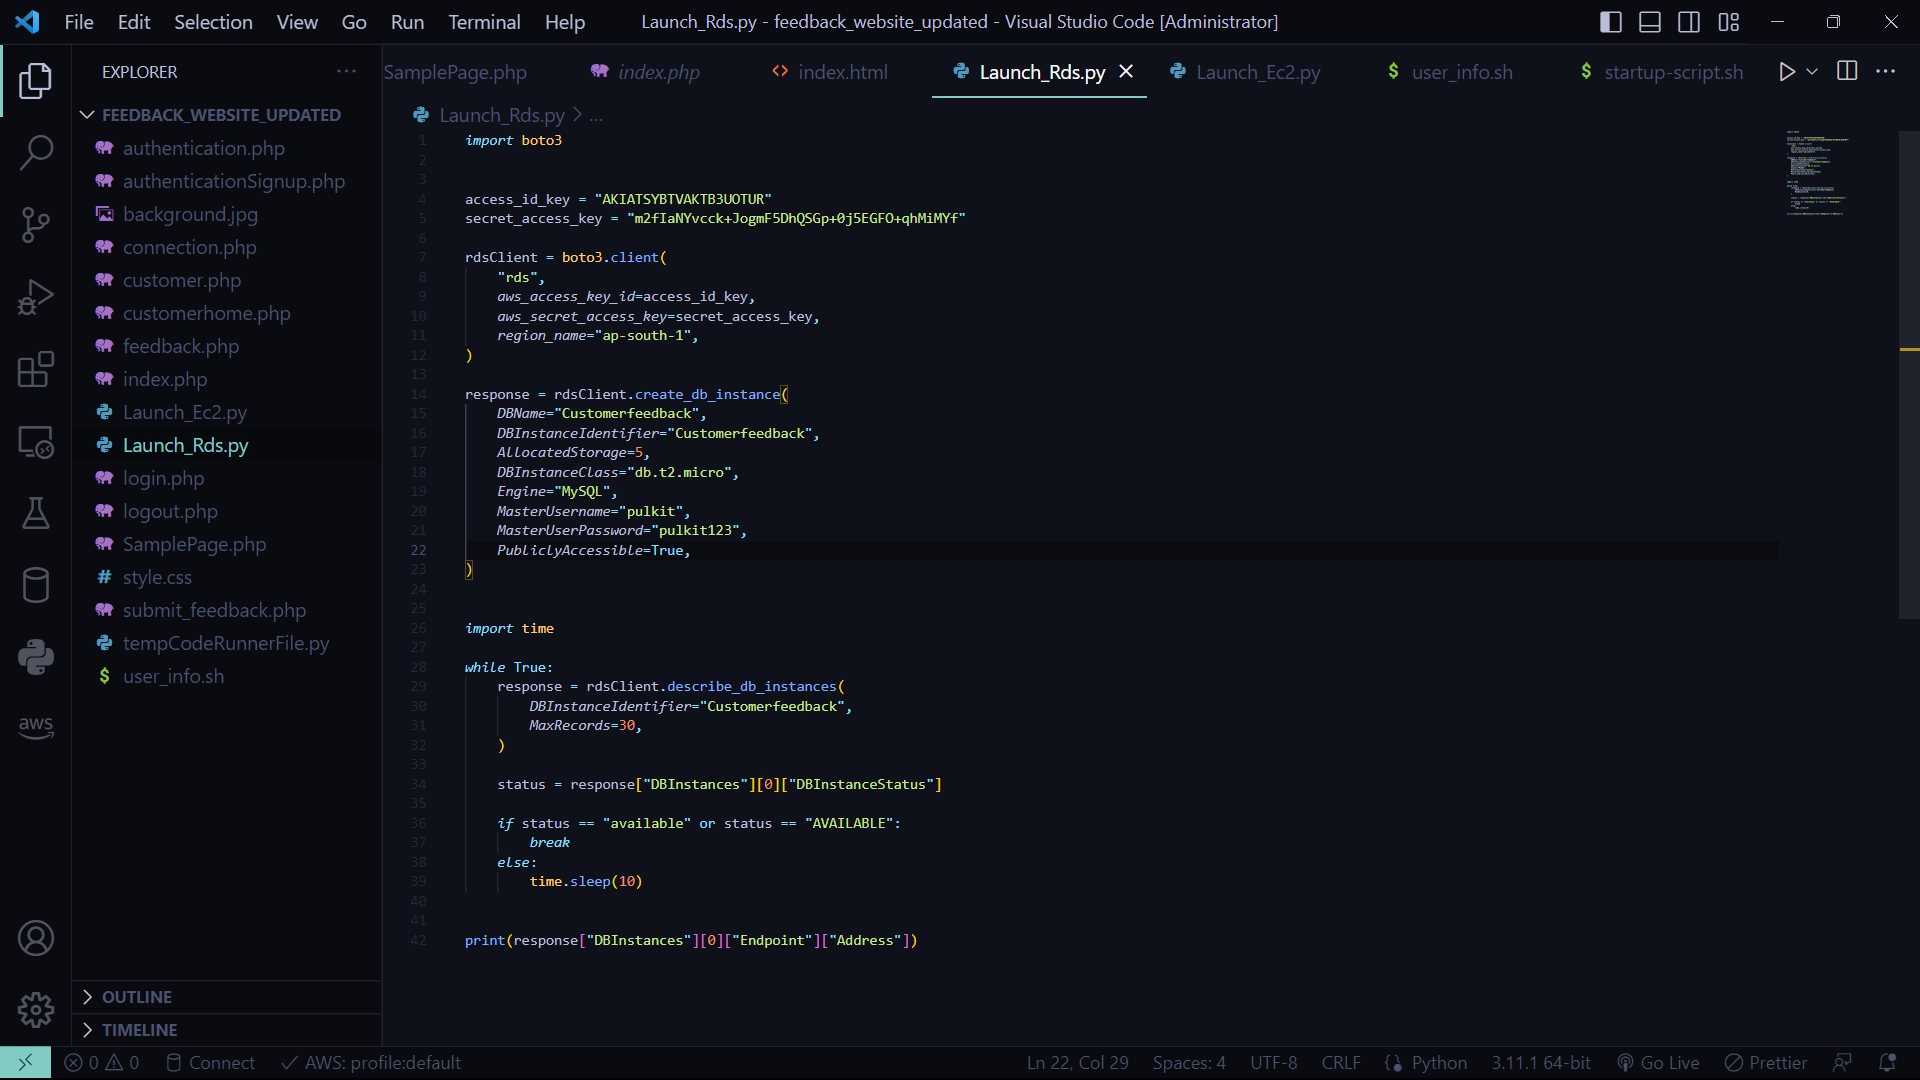 File Edit Selection View Go Run Terminal Help
Launch_Rds.py - feedback_website_updated - Visual Studio Code [Administrator]
EXPLORER
SamplePage.php index.php index.html Launch_Rds.py Launch_Ec2.py user_info.sh startup-script.sh
FEEDBACK_WEBSITE_UPDATED
authentication.php
authenticationSignup.php
background.jpg
connection.php
customer.php
customerhome.php
feedback.php
index.php
Launch_Ec2.py
Launch_Rds.py
login.php
logout.php
SamplePage.php
style.css
submit_feedback.php
tempCodeRunnerFile.py
user_info.sh
aws
OUTLINE
TIMELINE
Launch_Rds.py > ...
1 import boto3
2
3
4 access_id_key = "AKIATSYBTVAKTB3UOTUR"
5 secret_access_key = "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"
6
7 rdsClient = boto3.client(
8 "rds",
9 aws_access_key_id=access_id_key,
10 aws_secret_access_key=secret_access_key,
11 region_name="ap-south-1",
12 )
13
14 response = rdsClient.create_db_instance(
15 DBName="Customerfeedback",
16 DBInstanceIdentifier="Customerfeedback",
17 AllocatedStorage=5,
18 DBInstanceClass="db.t2.micro",
19 Engine="MySQL",
20 MasterUsername="pulkit",
21 MasterUserPassword="pulkit123",
22 PubliclyAccessible=True,
23 )
24
25
26 import time
27
28 while True:
29 response = rdsClient.describe_db_instances(
30 DBInstanceIdentifier="Customerfeedback",
31 MaxRecords=30,
32 )
33
34 status = response["DBInstances"][0]["DBInstanceStatus"]
35
36 if status == "available" or status == "AVAILABLE":
37 break
38 else:
39 time.sleep(10)
40
41
42 print(response["DBInstances"][0]["Endpoint"]["Address"])
0 0 Connect AWS: profile:default
Ln 22, Col 29 Spaces: 4 UTF-8 CRLF Python 3.11.1 64-bit Go Live Prettier